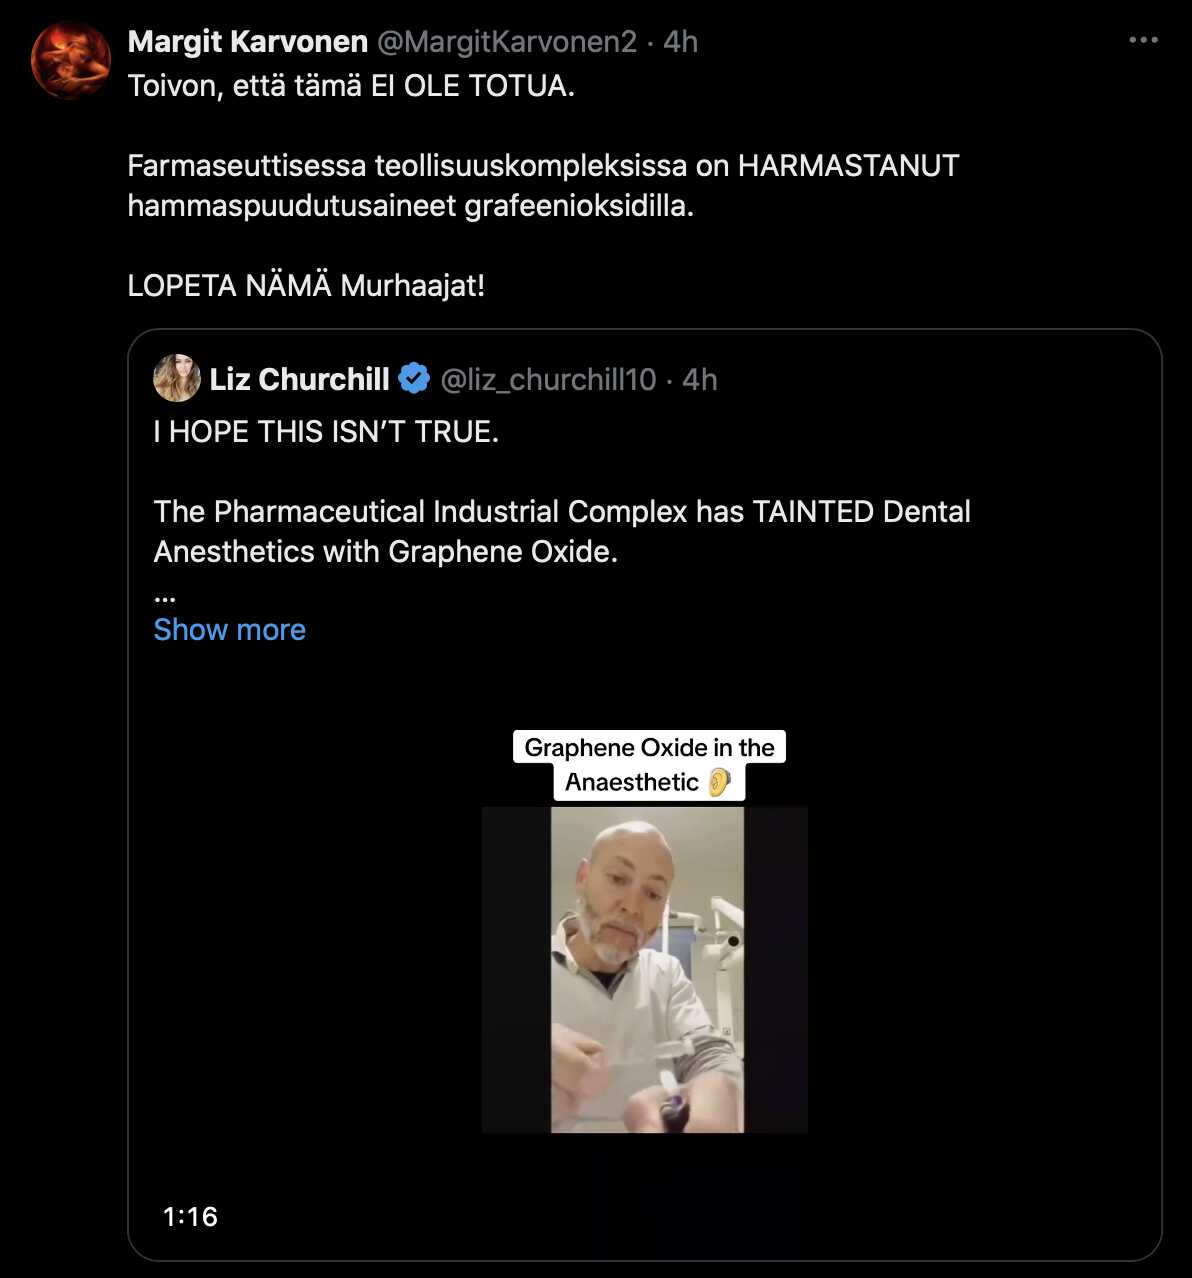 Margit Karvonen @MargitKarvonen2 · 4h
Toivon, että tämä EI OLE TOTUA.
Farmaseuttisessa teollisuuskompleksissa on HARMASTANUT
hammaspuudutusaineet grafeenioksidilla.
LOPETA NÄMÄ Murhaajat!
Liz Churchill @liz_churchill10 · 4h
I HOPE THIS ISN’T TRUE.
The Pharmaceutical Industrial Complex has TAINTED Dental
Anesthetics with Graphene Oxide.
...
Show more
Graphene Oxide in the
Anaesthetic 🦻
1:16